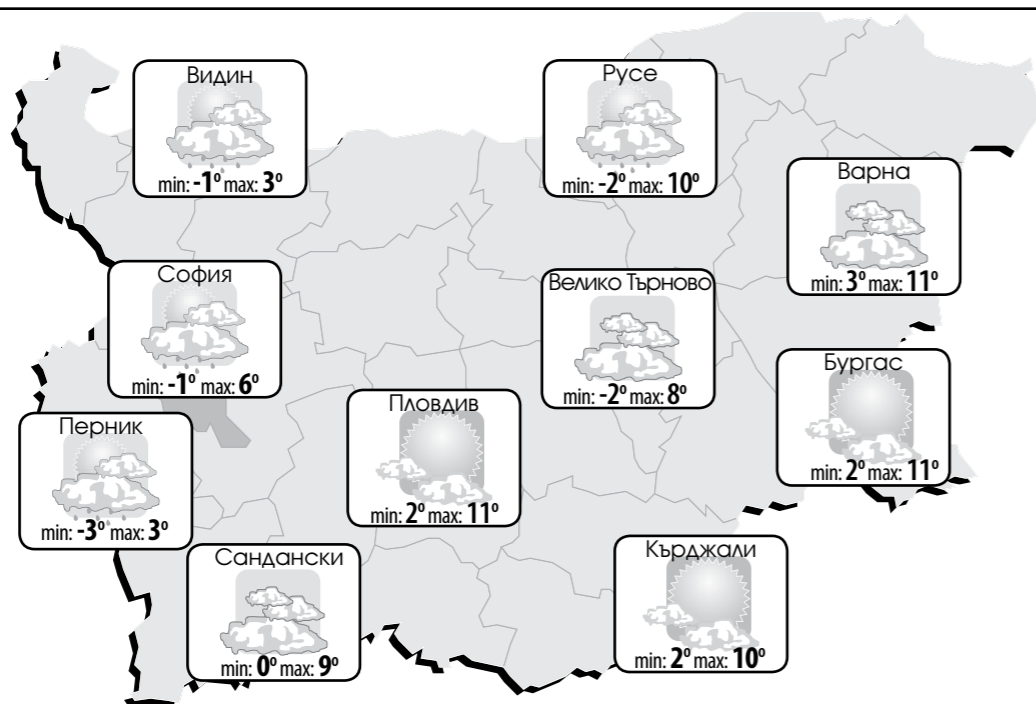 Видин
min: -1° max: 3°
Русе
min: -2° max: 10°
Варна
min: 3° max: 11°
София
min: -1° max: 6°
Велико Търново
min: -2° max: 8°
Бургас
min: 2° max: 11°
Пловдив
min: 2° max: 11°
Перник
min: -3° max: 3°
Сандански
min: 0° max: 9°
Кърджали
min: 2° max: 10°